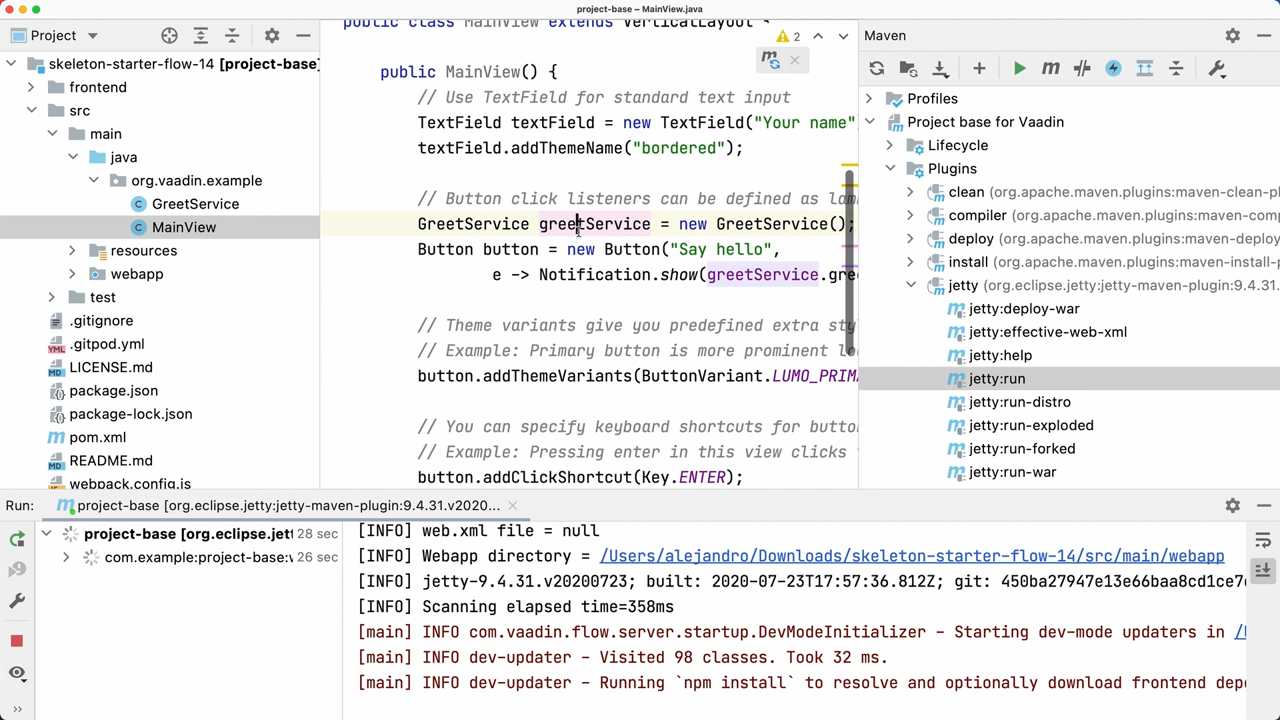 project-base – MainView.java
Project
skeleton-starter-flow-14 [project-base]
frontend
src
main
java
org.vaadin.example
GreetService
MainView
resources
webapp
test
.gitignore
.gitpod.yml
LICENSE.md
package.json
package-lock.json
pom.xml
README.md
webpack.config.js
public class MainView extends VerticalLayout
2
public MainView() {
// Use TextField for standard text input
TextField textField = new TextField("Your name"
textField.addThemeName("bordered");
// Button click listeners can be defined as lam
GreetService greetService = new GreetService();
Button button = new Button("Say hello",
e -> Notification.show(greetService.gree
// Theme variants give you predefined extra sty
// Example: Primary button is more prominent lo
button.addThemeVariants(ButtonVariant.LUMO_PRIMA
// You can specify keyboard shortcuts for butto
// Example: Pressing enter in this view clicks
button.addClickShortcut(Key.ENTER);
Maven
Profiles
Project base for Vaadin
Lifecycle
Plugins
clean (org.apache.maven.plugins:maven-clean-pl
compiler (org.apache.maven.plugins:maven-comp
deploy (org.apache.maven.plugins:maven-deploy
install (org.apache.maven.plugins:maven-install-p
jetty (org.eclipse.jetty:jetty-maven-plugin:9.4.31.
jetty:deploy-war
jetty:effective-web-xml
jetty:help
jetty:run
jetty:run-distro
jetty:run-exploded
jetty:run-forked
jetty:run-war
Run: project-base [org.eclipse.jetty:jetty-maven-plugin:9.4.31.v2020...
project-base [org.eclipse.jett 28 sec
com.example:project-base:v 26 sec
[INFO] web.xml file = null
[INFO] Webapp directory = /Users/alejandro/Downloads/skeleton-starter-flow-14/src/main/webapp
[INFO] jetty-9.4.31.v20200723; built: 2020-07-23T17:57:36.812Z; git: 450ba27947e13e66baa8cd1ce7e
[INFO] Scanning elapsed time=358ms
[main] INFO com.vaadin.flow.server.startup.DevModeInitializer - Starting dev-mode updaters in /U
[main] INFO dev-updater - Visited 98 classes. Took 32 ms.
[main] INFO dev-updater - Running `npm install` to resolve and optionally download frontend depe